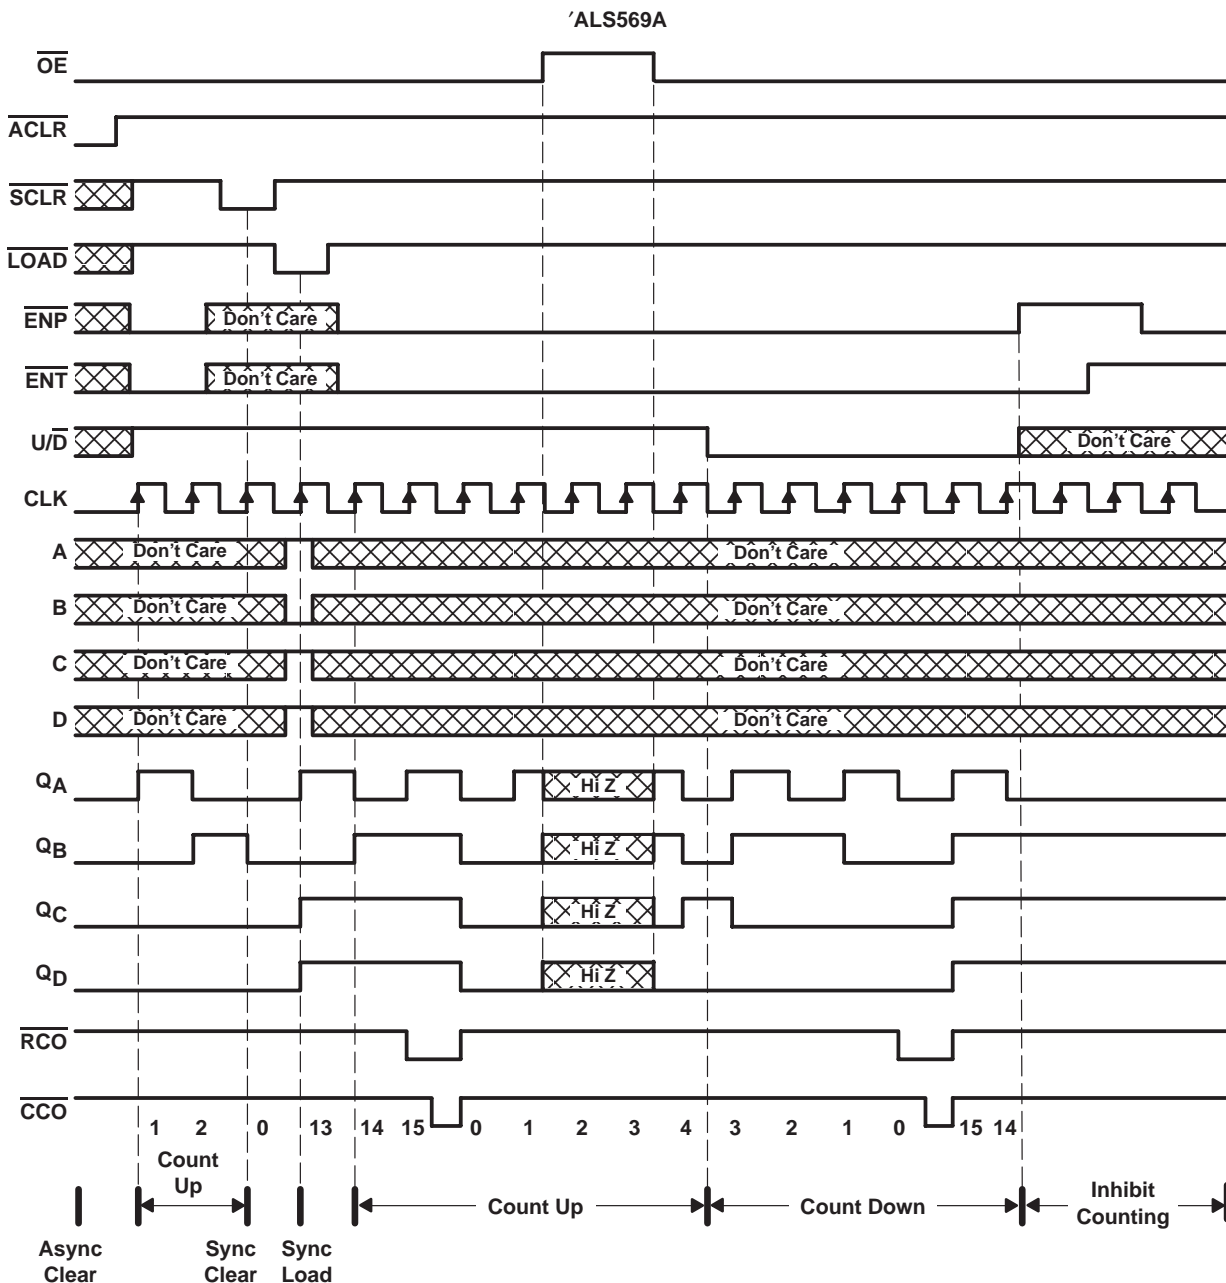 ′ALS569A
OE
ACLR
SCLR
LOAD
ENP Don't Care
ENT Don't Care
U/D Don't Care
CLK
A Don't Care Don't Care
B Don't Care Don't Care
C Don't Care Don't Care
D Don't Care Don't Care
QA Hi Z
QB Hi Z
QC Hi Z
QD Hi Z
RCO
CCO
1 2 0 13 14 15 0 1 2 3 4 3 2 1 0 15 14
Count
Up
Count Up
Count Down
Inhibit
Counting
Async
Clear
Sync
Clear
Sync
Load